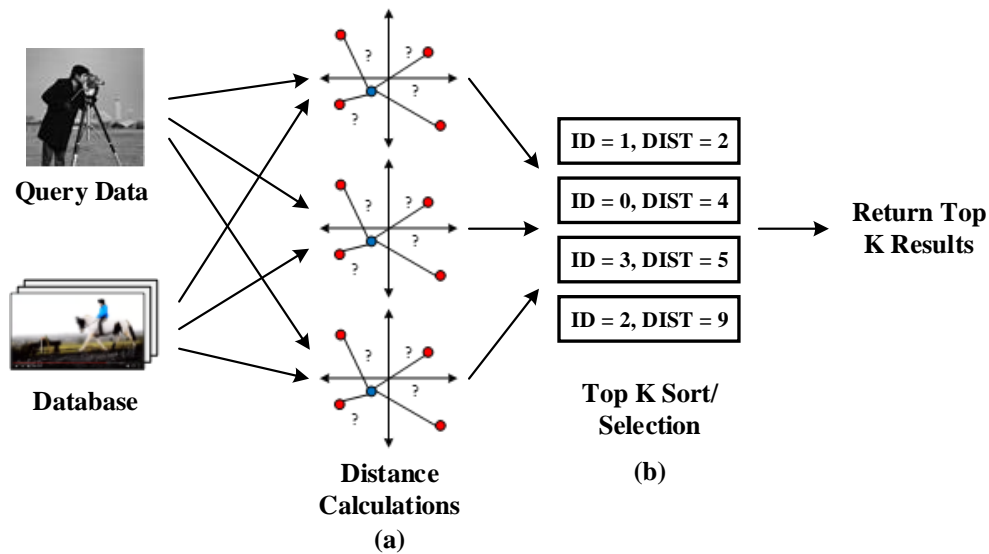 Query Data
Database
?
?
?
?
?
?
?
?
?
?
?
?
Distance
Calculations
(a)
ID = 1, DIST = 2
ID = 0, DIST = 4
ID = 3, DIST = 5
ID = 2, DIST = 9
Top K Sort/
Selection
(b)
Return Top
K Results